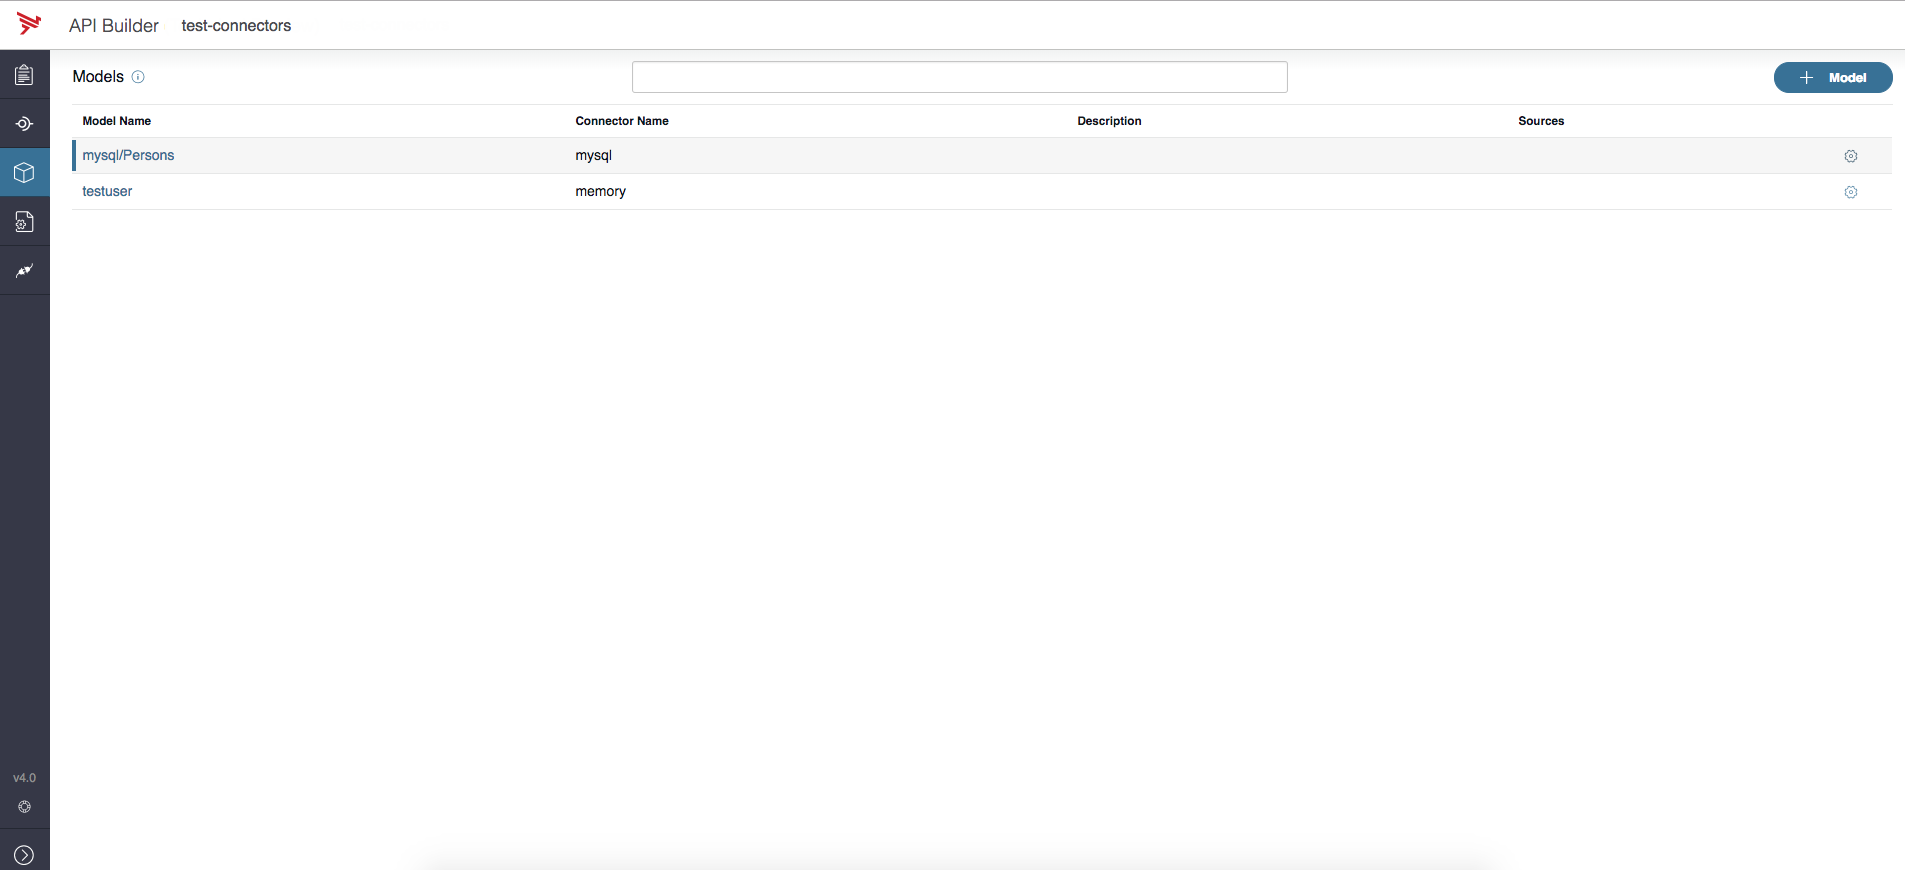 API Builder test-connectors
Models
+ Model
Model Name Connector Name Description Sources
mysql/Persons mysql
testuser memory
v4.0